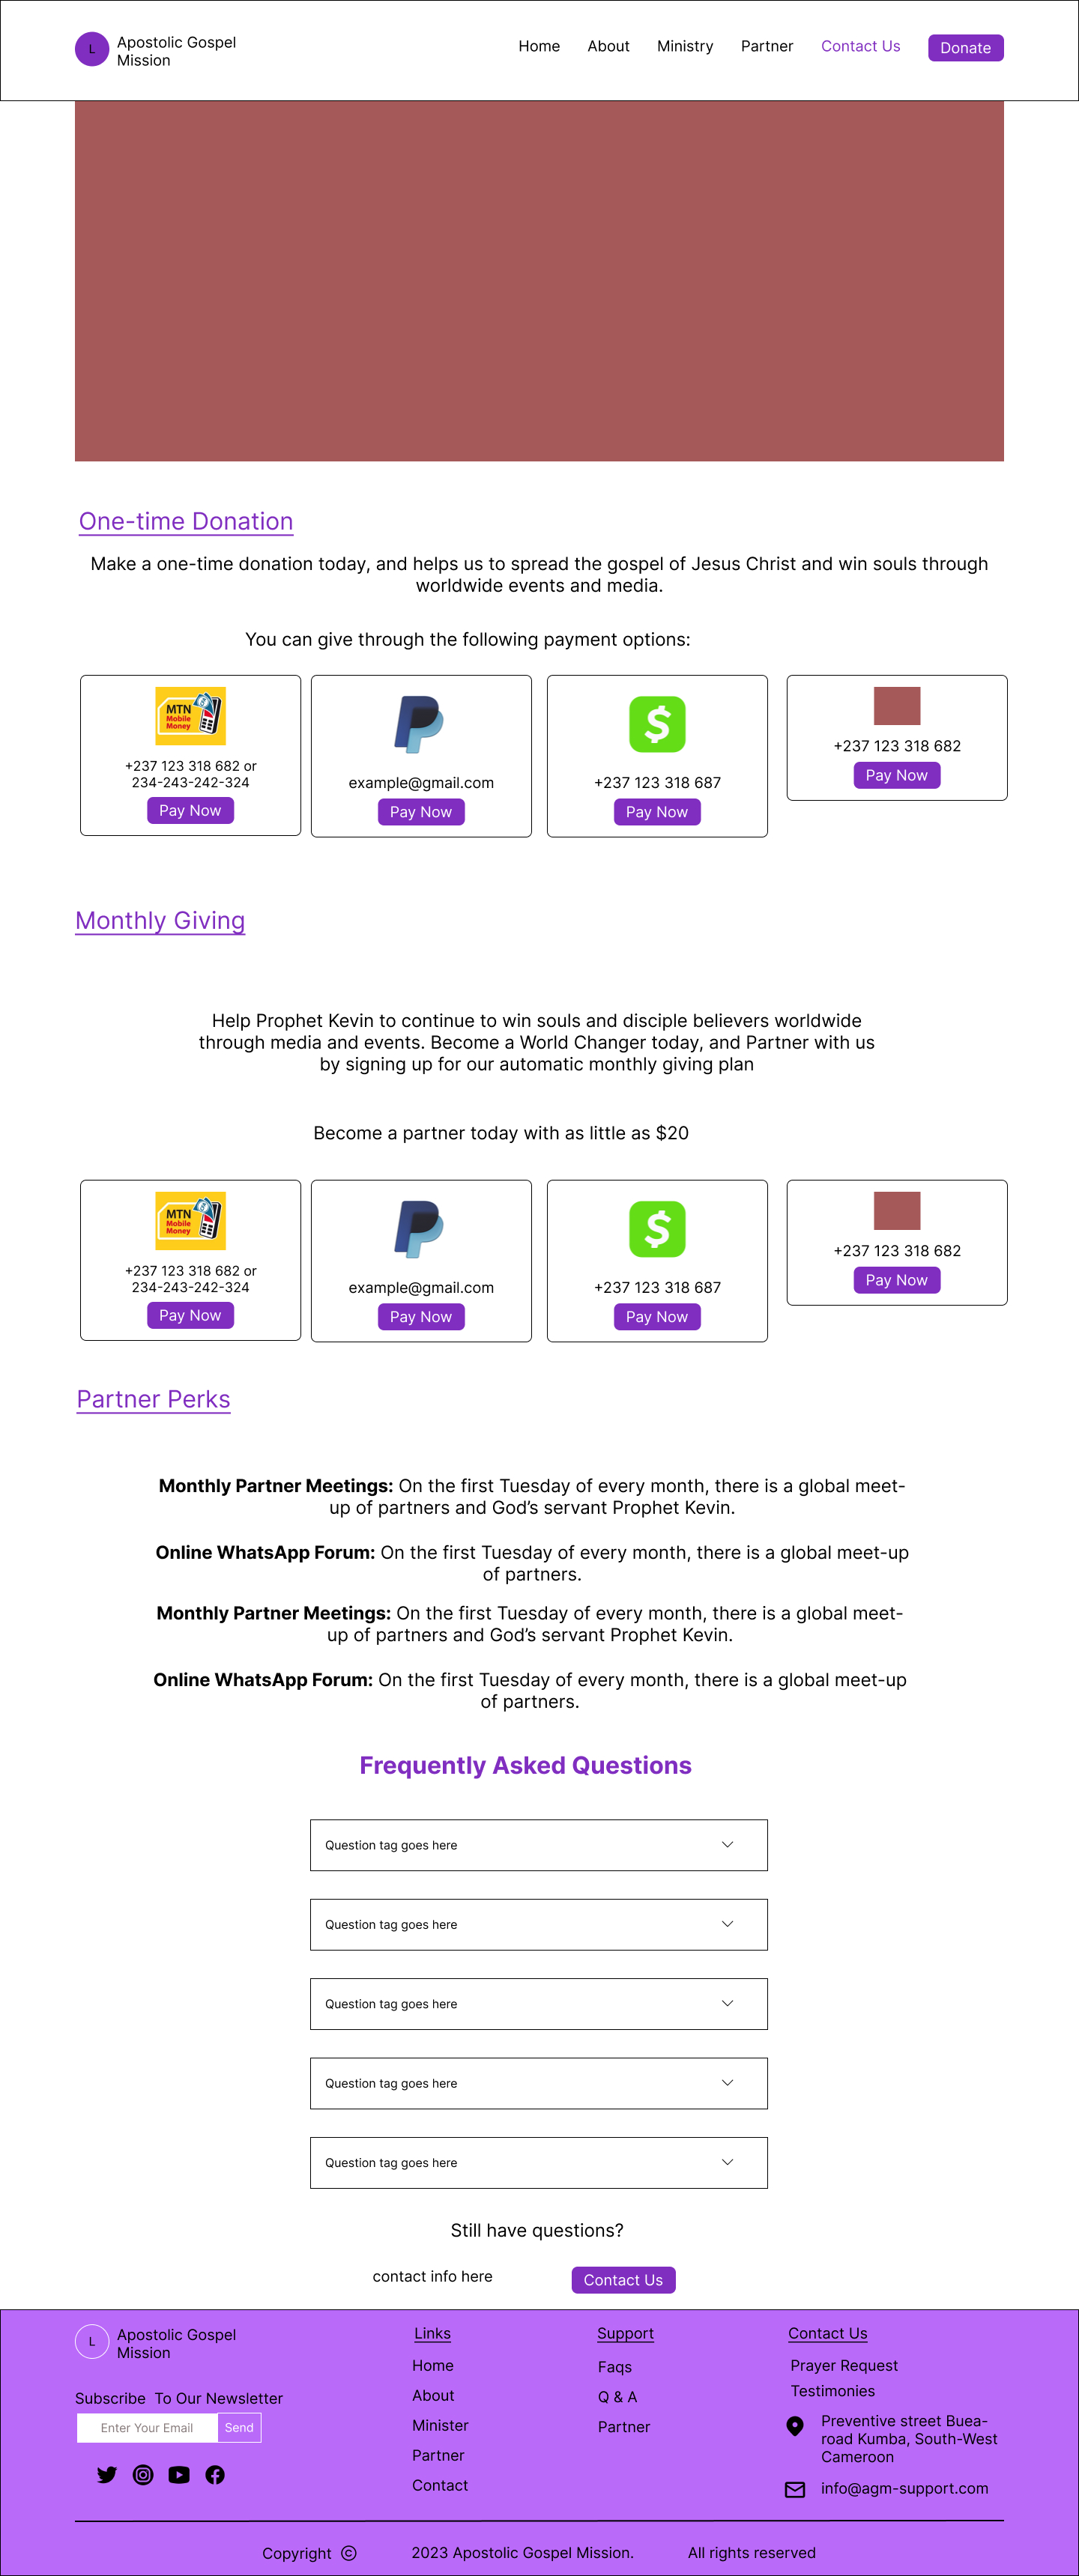 L
Apostolic Gospel
Mission
Home
About
Ministry
Partner
Contact Us
Donate
One-time Donation
Make a one-time donation today, and helps us to spread the gospel of Jesus Christ and win souls through
worldwide events and media.
You can give through the following payment options:
MTN
Mobile
Money
+237 123 318 682 or
234-243-242-324
Pay Now
example@gmail.com
Pay Now
$
+237 123 318 687
Pay Now
+237 123 318 682
Pay Now
Monthly Giving
Help Prophet Kevin to continue to win souls and disciple believers worldwide
through media and events. Become a World Changer today, and Partner with us
by signing up for our automatic monthly giving plan
Become a partner today with as little as $20
MTN
Mobile
Money
+237 123 318 682 or
234-243-242-324
Pay Now
example@gmail.com
Pay Now
$
+237 123 318 687
Pay Now
+237 123 318 682
Pay Now
Partner Perks
Monthly Partner Meetings: On the first Tuesday of every month, there is a global meet-
up of partners and God’s servant Prophet Kevin.
Online WhatsApp Forum: On the first Tuesday of every month, there is a global meet-up
of partners.
Monthly Partner Meetings: On the first Tuesday of every month, there is a global meet-
up of partners and God’s servant Prophet Kevin.
Online WhatsApp Forum: On the first Tuesday of every month, there is a global meet-up
of partners.
Frequently Asked Questions
Question tag goes here
Question tag goes here
Question tag goes here
Question tag goes here
Question tag goes here
Still have questions?
contact info here
Contact Us
L
Apostolic Gospel
Mission
Subscribe  To Our Newsletter
Enter Your Email
Send
Links
Home
About
Minister
Partner
Contact
Support
Faqs
Q & A
Partner
Contact Us
Prayer Request
Testimonies
Preventive street Buea-
road Kumba, South-West
Cameroon
info@agm-support.com
Copyright © 2023 Apostolic Gospel Mission. All rights reserved